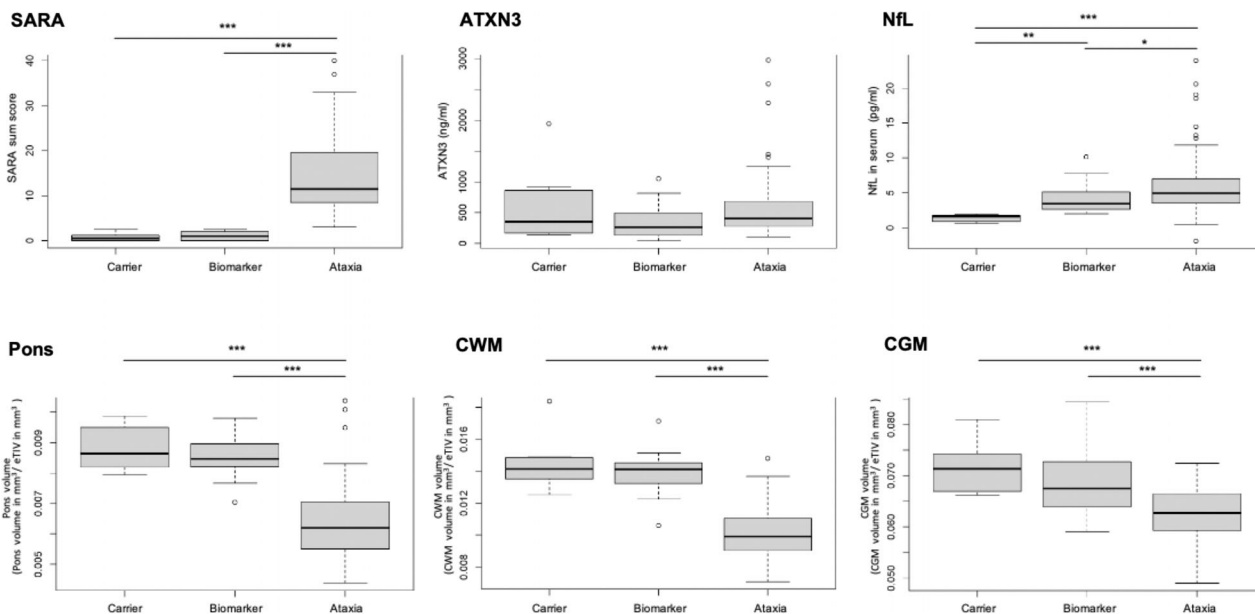 SARA
***
***
SARA sum score
0
10
20
30
40
Carrier
Biomarker
Ataxia
ATXN3
ATXN3 (ng/ml)
0
500
1000
2000
3000
Carrier
Biomarker
Ataxia
NfL
***
**
*
NfL in serum (pg/ml)
0
5
10
15
20
Carrier
Biomarker
Ataxia
Pons
***
***
Pons volume
(Pons volume in mm³/ eTIV in mm³ )
0.005
0.007
0.009
Carrier
Biomarker
Ataxia
CWM
***
***
CWM volume
(CWM volume in mm³/ eTIV in mm³ )
0.008
0.012
0.016
Carrier
Biomarker
Ataxia
CGM
***
***
CGM volume
(CGM volume in mm³/ eTIV in mm³ )
0.050
0.060
0.070
0.080
Carrier
Biomarker
Ataxia